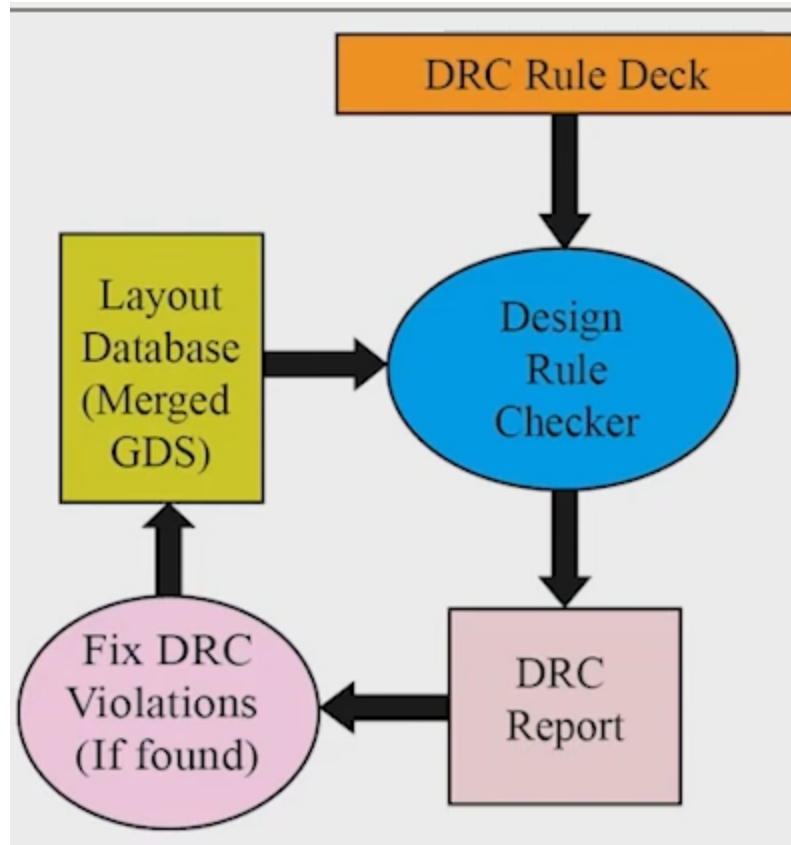 DRC Rule Deck
Layout
Database
(Merged
GDS)
Design
Rule
Checker
Fix DRC
Violations
(If found)
DRC
Report